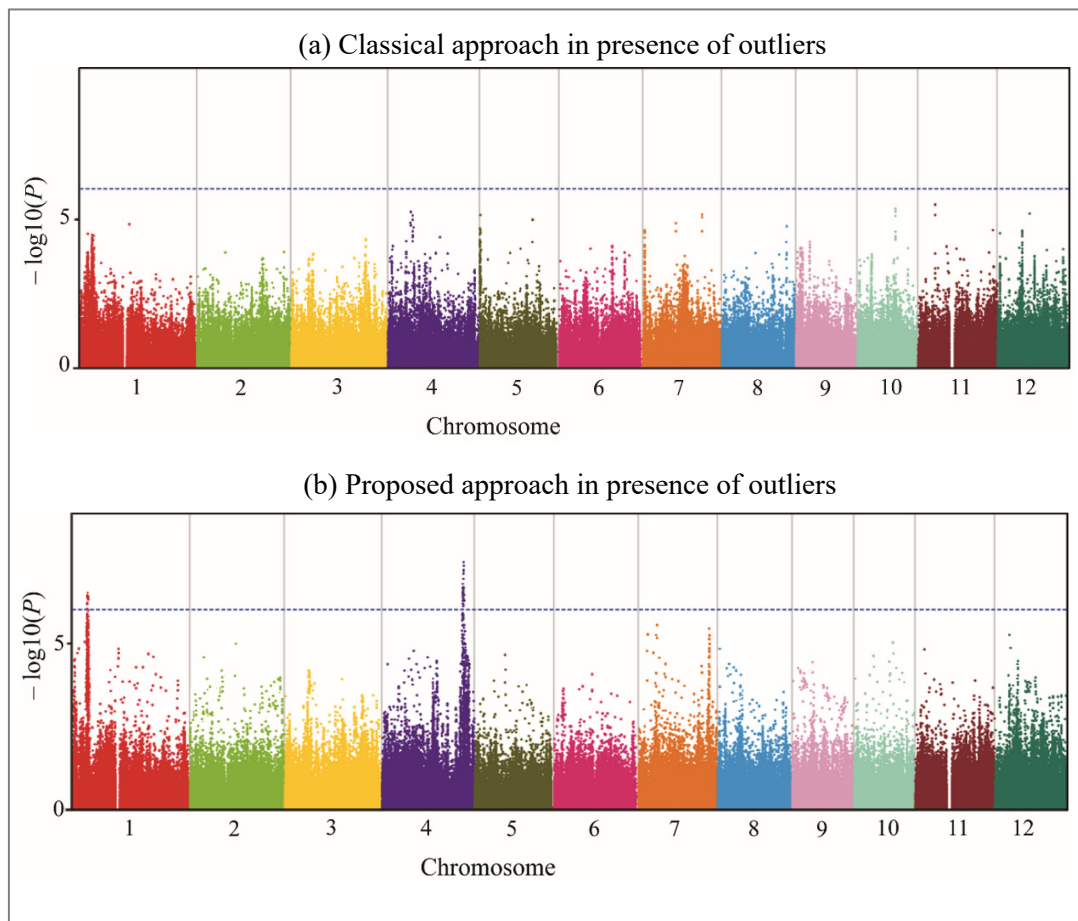 (a) Classical approach in presence of outliers
− log10(P)
5
0
1 2 3 4 5 6 7 8 9 10 11 12
Chromosome
(b) Proposed approach in presence of outliers
− log10(P)
5
0
1 2 3 4 5 6 7 8 9 10 11 12
Chromosome